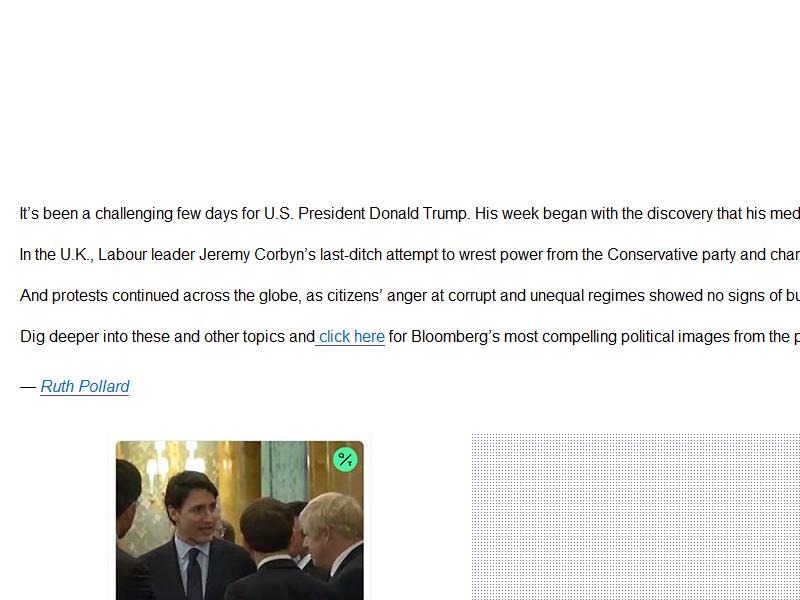 It’s been a challenging few days for U.S. President Donald Trump. His week began with the discovery that his
In the U.K., Labour leader Jeremy Corbyn’s last-ditch attempt to wrest power from the Conservative party and
And protests continued across the globe, as citizens’ anger at corrupt and unequal regimes showed no signs of
Dig deeper into these and other topics and click here for Bloomberg’s most compelling political images from the
— Ruth Pollard